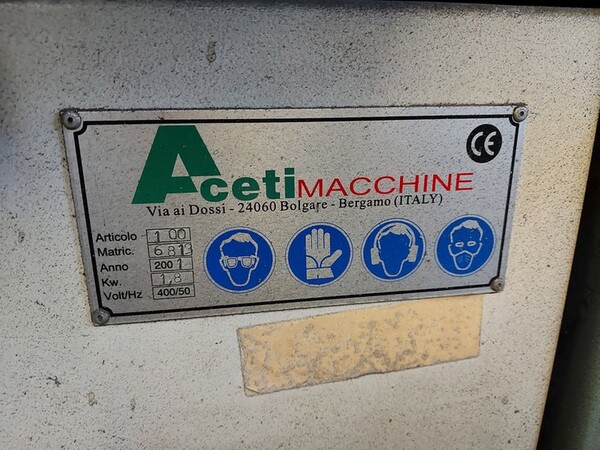 Aceti MACCHINE
CE
Via ai Dossi - 24060 Bolgare - Bergamo (ITALY)
Articolo 100
Matric. 6813
Anno 2001
Kw. 1,8
Volt/Hz 400/50